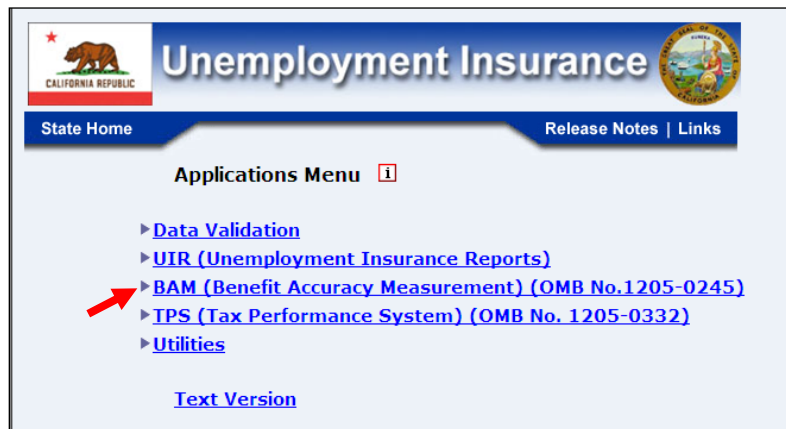 CALIFORNIA REPUBLIC
Unemployment Insurance
State Home
Release Notes | Links
Applications Menu i
Data Validation
UIR (Unemployment Insurance Reports)
BAM (Benefit Accuracy Measurement) (OMB No.1205-0245)
TPS (Tax Performance System) (OMB No. 1205-0332)
Utilities
Text Version